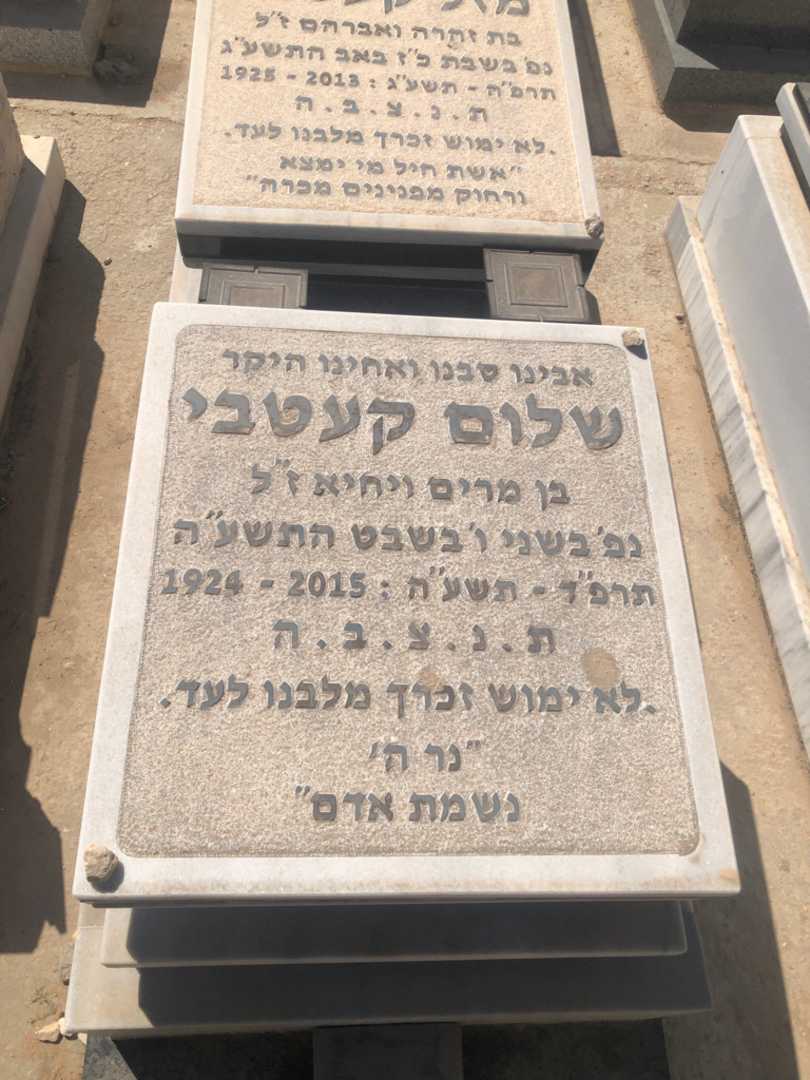 בת זהרה ואברהם ז"ל
נפ' בשבת כ"ז באב התשע"ג
תרפ"ה - תשע"ג : 2013 - 1925
ת . נ . צ . ב . ה
לא ימוש זכרך מלבנו לעד.
"אשת חיל מי ימצא
ורחוק מפנינים מכרה"
אבינו סבנו ואחינו היקר
שלום קעטבי
בן מרים ויחיא ז"ל
נפ' בשני ו' בשבט התשע"ה
תרפ"ד - תשע"ה : 2015 - 1924
ת . נ . צ . ב . ה
.לא ימוש זכרך מלבנו לעד.
"נר ה'
נשמת אדם"